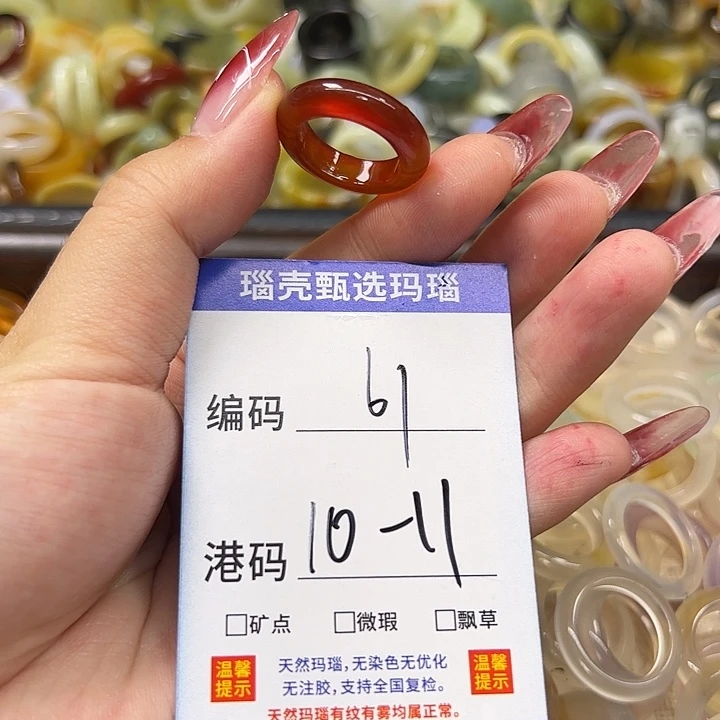 瑙壳甄选玛瑙
编码 61
港码 10-11
□矿点 □微瑕 □飘草
温馨提示 天然玛瑙，无染色无优化 温馨提示
无注胶，支持全国复检。
天然玛瑙有纹有雾均属正常。